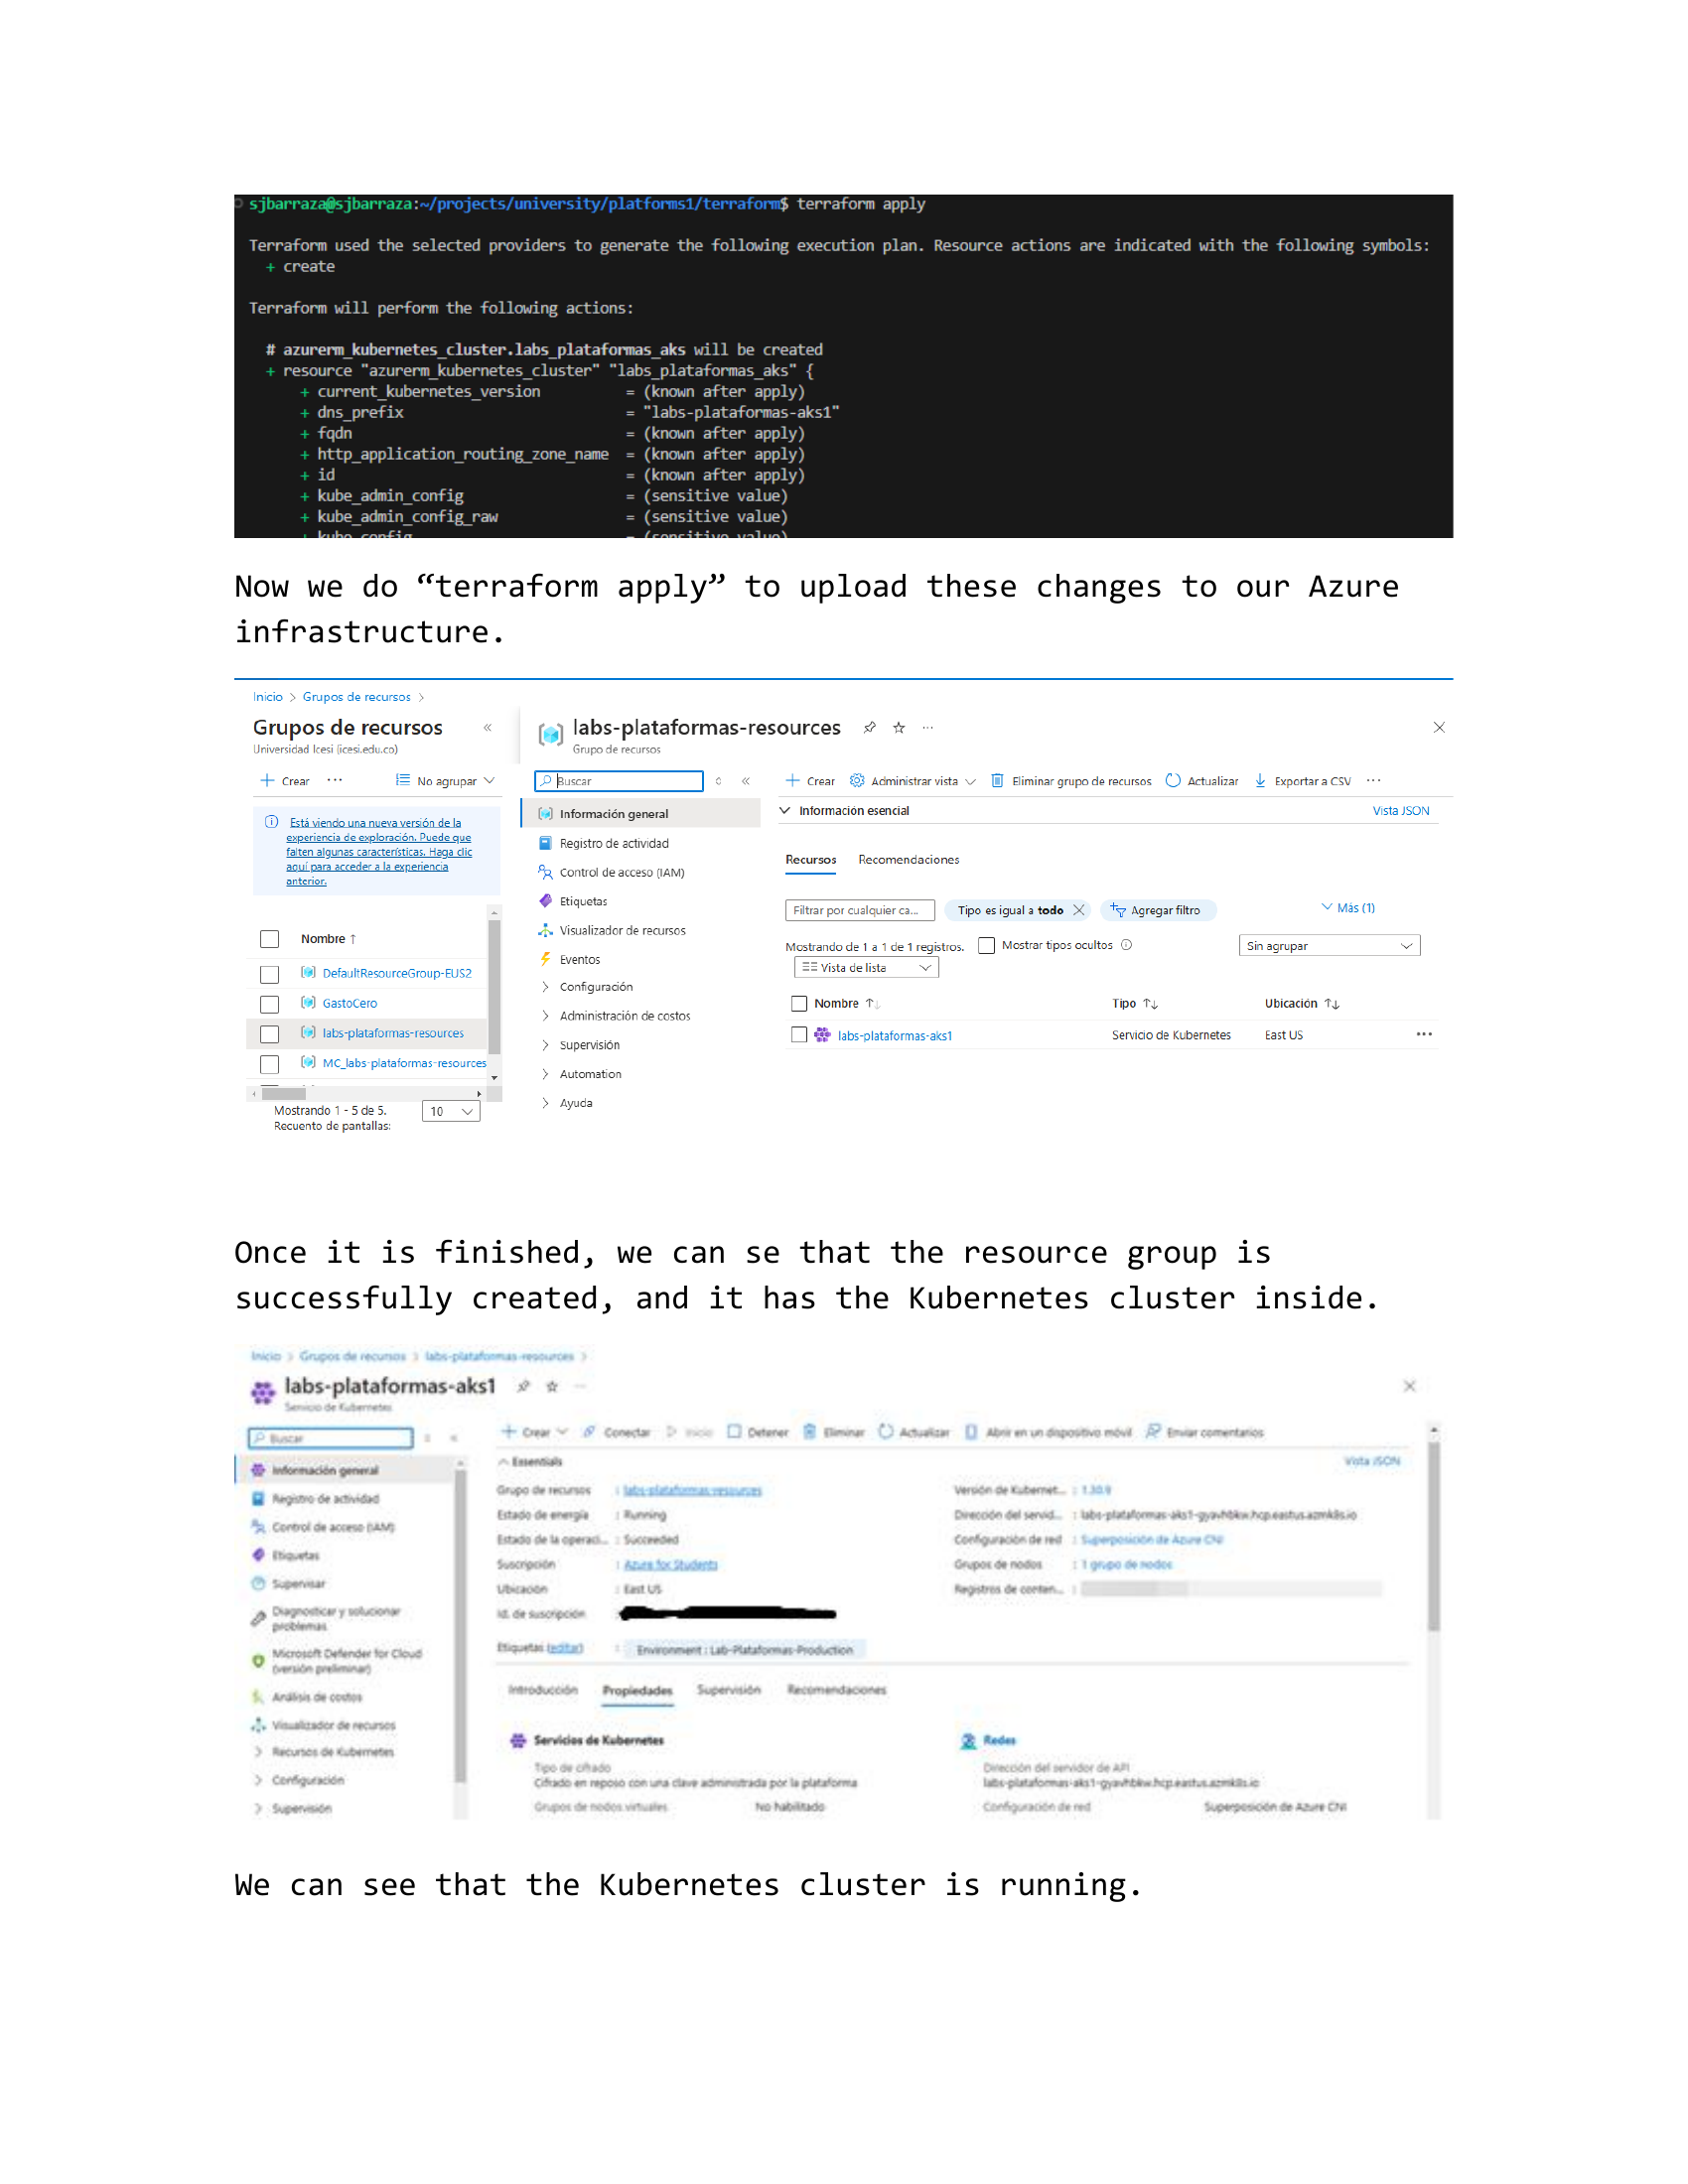 sjbarraza@sjbarraza:~/projects/university/platforms1/terraform$ terraform apply
Terraform used the selected providers to generate the following execution plan. Resource actions are indicated with the following symbols:
+ create
Terraform will perform the following actions:
# azurerm_kubernetes_cluster.labs_plataformas_aks will be created
+ resource "azurerm_kubernetes_cluster" "labs_plataformas_aks" {
+ current_kubernetes_version = (known after apply)
+ dns_prefix = "labs-plataformas-aks1"
+ fqdn = (known after apply)
+ http_application_routing_zone_name = (known after apply)
+ id = (known after apply)
+ kube_admin_config = (sensitive value)
+ kube_admin_config_raw = (sensitive value)
+ kube_config = (sensitive value)
Now we do “terraform apply” to upload these changes to our Azure
infrastructure.
Inicio > Grupos de recursos >
Grupos de recursos «
Universidad Icesi (icesi.edu.co)
+ Crear ··· No agrupar
Está viendo una nueva versión de la
experiencia de exploración. Puede que
falten algunas características. Haga clic
aquí para acceder a la experiencia
anterior.
Nombre ↑
DefaultResourceGroup-EUS2
GastoCero
labs-plataformas-resources
MC_labs-plataformas-resources
Mostrando 1 - 5 de 5.
Recuento de pantallas:
10
labs-plataformas-resources ···
Grupo de recursos
Buscar «
Información general
Registro de actividad
Control de acceso (IAM)
Etiquetas
Visualizador de recursos
Eventos
> Configuración
> Administración de costos
> Supervisión
> Automation
> Ayuda
+ Crear Administrar vista Eliminar grupo de recursos Actualizar Exportar a CSV ···
Información esencial Vista JSON
Recursos Recomendaciones
Filtrar por cualquier ca... Tipo es igual a todo × Agregar filtro Más (1)
Mostrando de 1 a 1 de 1 registros. Mostrar tipos ocultos Sin agrupar
Vista de lista
Nombre ↑↓ Tipo ↑↓ Ubicación ↑↓
labs-plataformas-aks1 Servicio de Kubernetes East US ···
Once it is finished, we can se that the resource group is
successfully created, and it has the Kubernetes cluster inside.
Inicio > Grupos de recursos > labs-plataformas-resources >
labs-plataformas-aks1 ···
Servicio de Kubernetes
Buscar «
Información general
Registro de actividad
Control de acceso (IAM)
Etiquetas
Supervisar
Diagnosticar y solucionar
problemas
Microsoft Defender for Cloud
(versión preliminar)
Análisis de costos
Visualizador de recursos
> Recursos de Kubernetes
> Configuración
> Supervisión
+ Crear Conectar Inicio Detener Eliminar Actualizar Abrir en un dispositivo móvil Enviar comentarios
Essentials Vista JSON
Grupo de recursos : labs-plataformas-resources
Estado de energía : Running
Estado de la operaci... : Succeeded
Suscripción : Azure for Students
Ubicación : East US
Id. de suscripción
Etiquetas (editar) : Environment : Lab-Plataformas-Production
Versión de Kubernet... : 1.30.9
Dirección del servid... : labs-plataformas-aks1-gyavhbkw.hcp.eastus.azmk8s.io
Configuración de red : Superposición de Azure CNI
Grupos de nodos : 1 grupo de nodos
Registros de conten... :
Introducción Propiedades Supervisión Recomendaciones
Servicios de Kubernetes
Tipo de cifrado
Cifrado en reposo con una clave administrada por la plataforma
Grupos de nodos virtuales No habilitado
Redes
Dirección del servidor de API
labs-plataformas-aks1-gyavhbkw.hcp.eastus.azmk8s.io
Configuración de red Superposición de Azure CNI
We can see that the Kubernetes cluster is running.